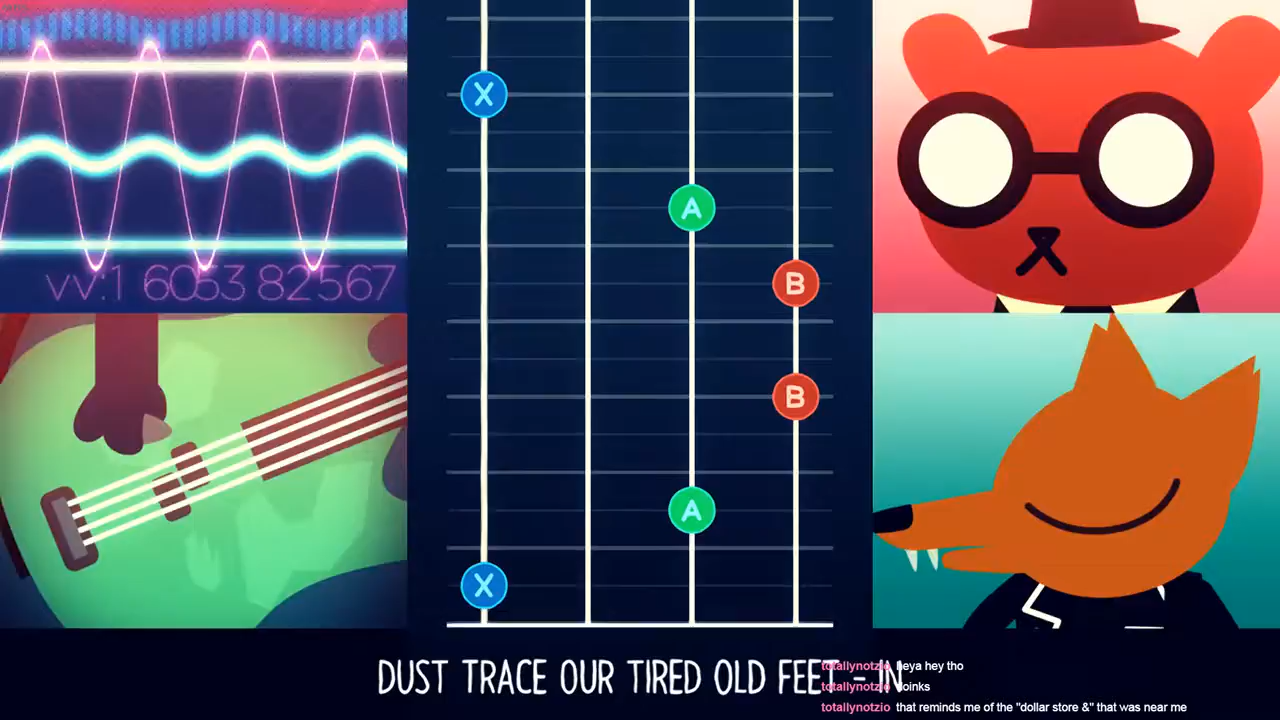 X
A
B
B
A
X
vv:1 6053 82567
DUST TRACE OUR TIRED OLD FEET - IN
totallynotzio heya hey tho
totallynotzio doinks
totallynotzio that reminds me of the "dollar store &" that was near me